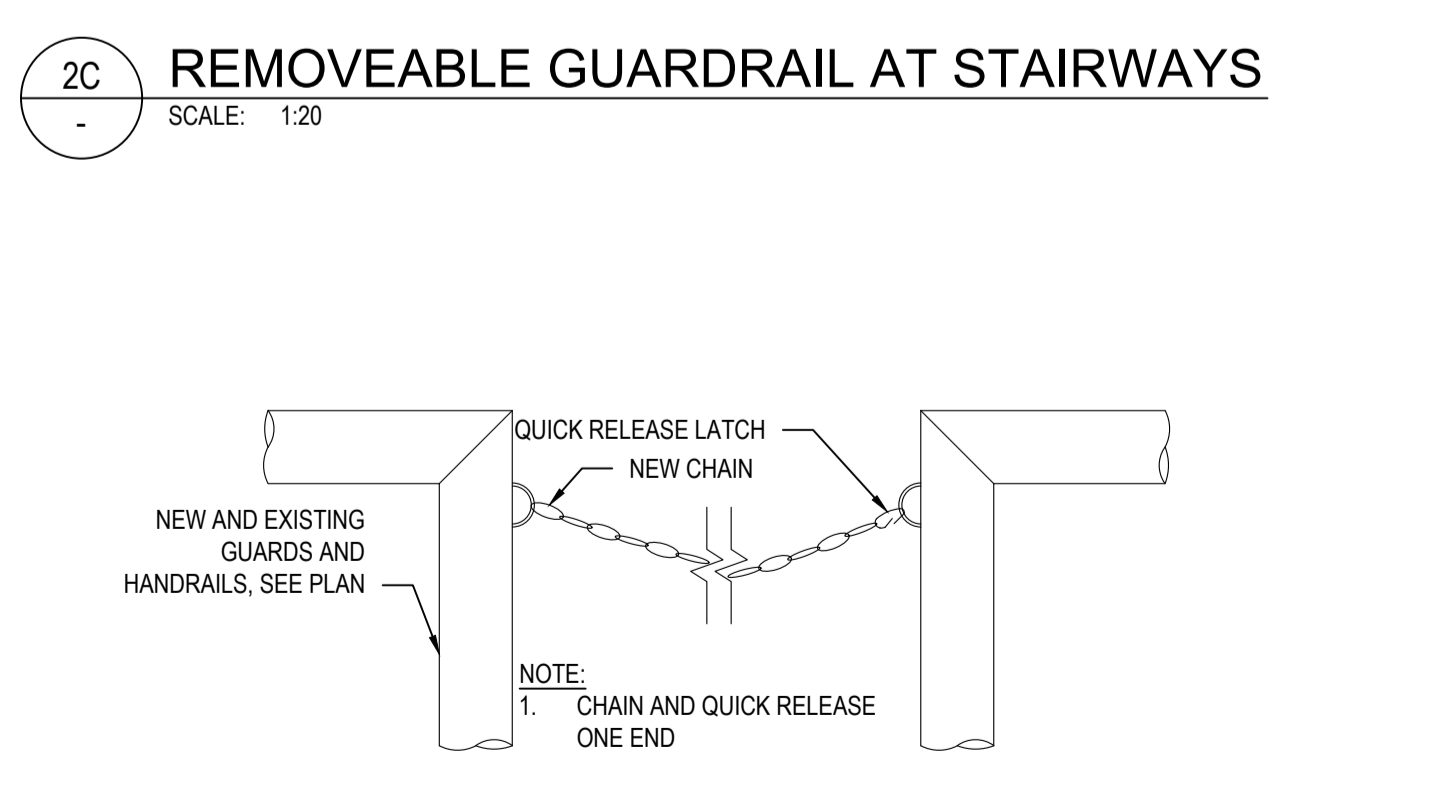 2C
-
REMOVEABLE GUARDRAIL AT STAIRWAYS
SCALE: 1:20
QUICK RELEASE LATCH
NEW CHAIN
NEW AND EXISTING
GUARDS AND
HANDRAILS, SEE PLAN
NOTE:
1. CHAIN AND QUICK RELEASE
ONE END